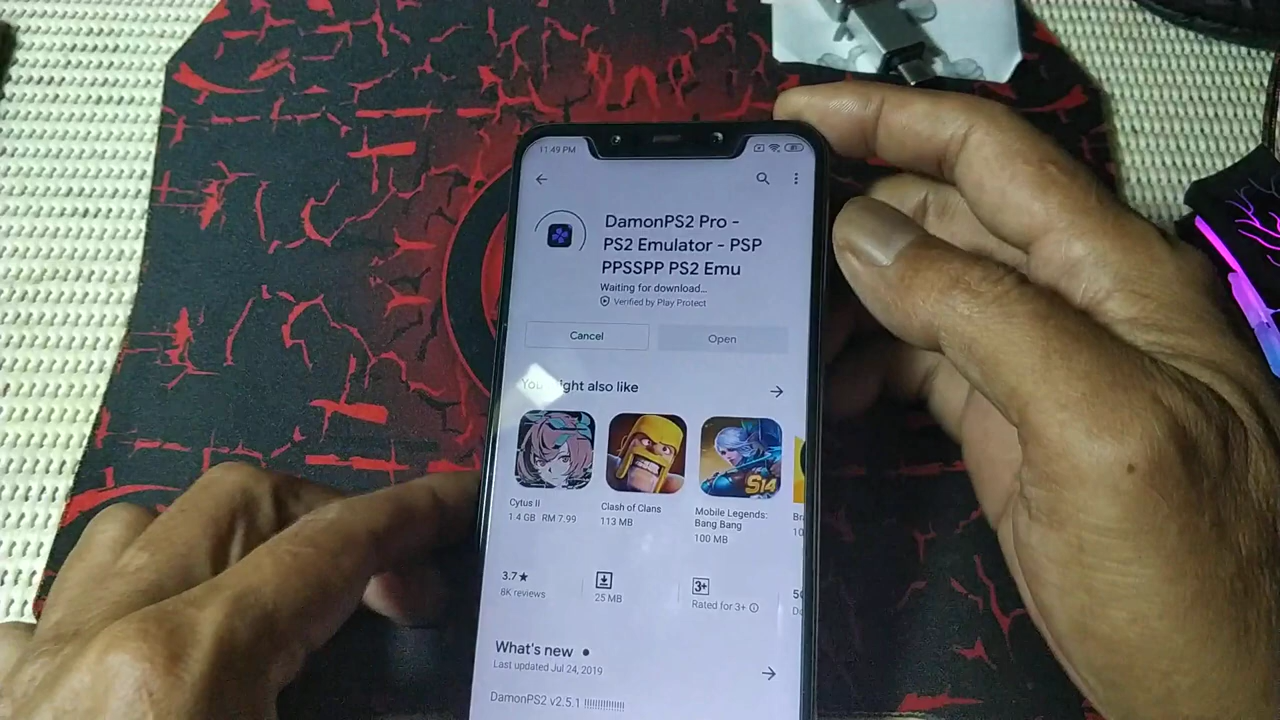 11:49 PM
DamonPS2 Pro -
PS2 Emulator - PSP
PPSSPP PS2 Emu
Waiting for download...
Verified by Play Protect
Cancel
Open
You might also like
Cytus II
1.4 GB RM 7.99
Clash of Clans
113 MB
S14
Mobile Legends:
Bang Bang
100 MB
3.7★
8K reviews
25 MB
3+
Rated for 3+
What's new
Last updated Jul 24, 2019
DamonPS2 v2.5.1 !!!!!!!!!!!!!!!!